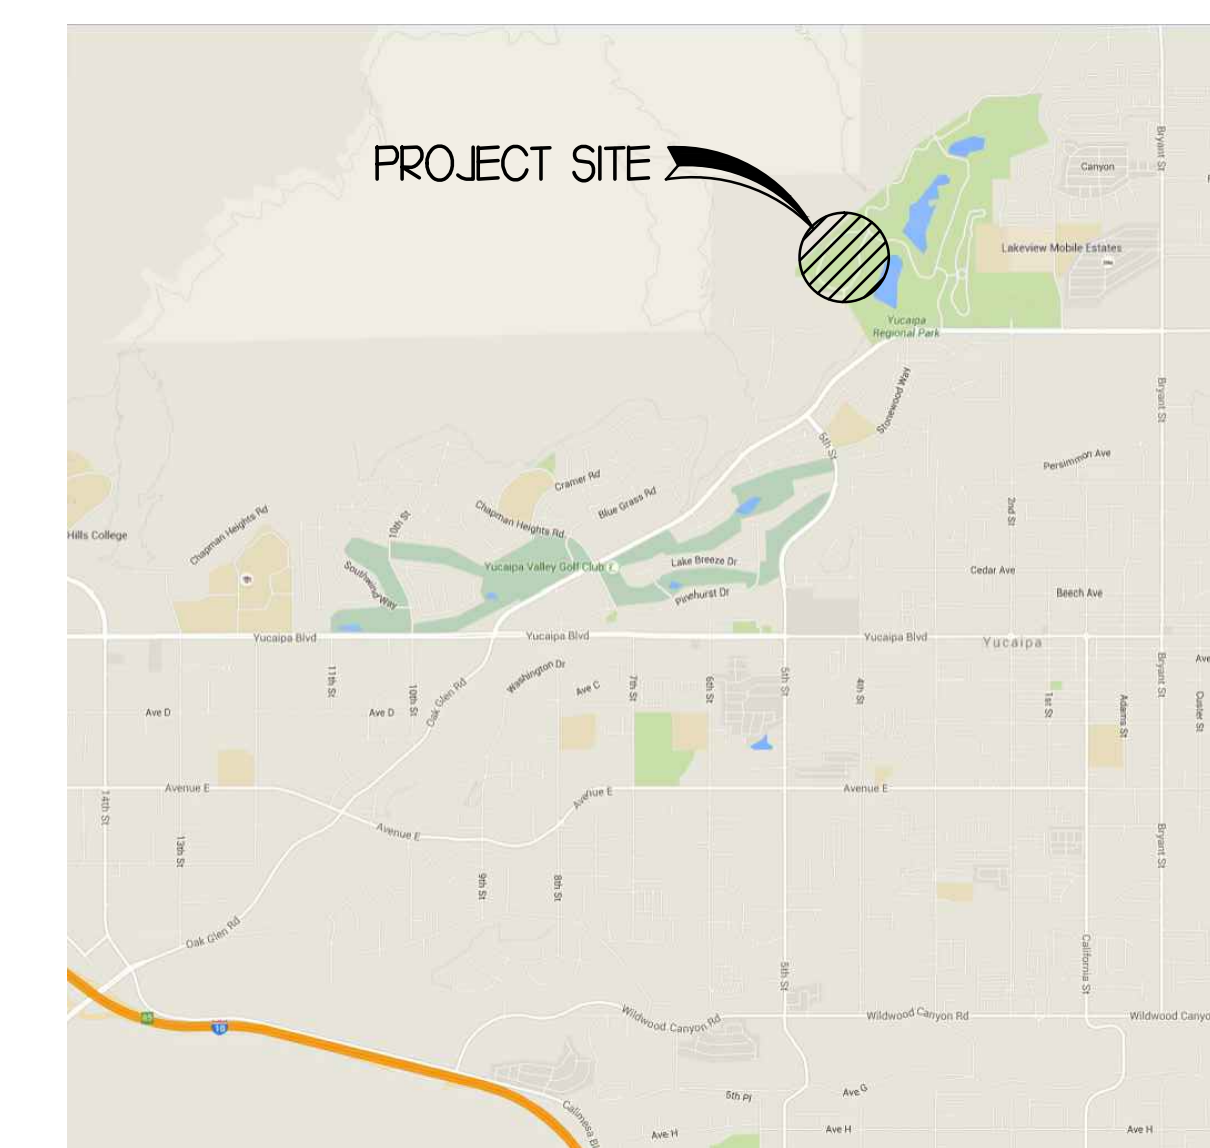 PROJECT SITE
Bryant St
Canyon
Lakeview Mobile Estates
Yucaipa
Regional Park
Stonewood Way
Bryant St
5th St
Persimmon Ave
Cramer Rd
Blue Grass Rd
Chapman Heights Rd
Chapman Heights Rd
10th St
2nd St
Hills College
Yucaipa Valley Golf Club
Lake Breeze Dr
Cedar Ave
Southwind Way
Pinehurst Dr
Beech Ave
Yucaipa Blvd
Yucaipa Blvd
Yucaipa Blvd
Yucaipa
Ave
11th St
10th St
Oak Glen Rd
Washington Dr
Ave C
7th St
6th St
5th St
4th St
1st St
Adams St
Bryant St
Custer St
Ave D
Ave D
14th St
Avenue E
Avenue E
Avenue E
Avenue E
13th St
9th St
8th St
Bryant St
Oak Glen Rd
5th St
California St
85
10
Wildwood Canyon Rd
Wildwood Canyon Rd
Wildwood Canyo
5th Pl
Ave G
Calimesa Bl
Ave H
Ave H
Ave H